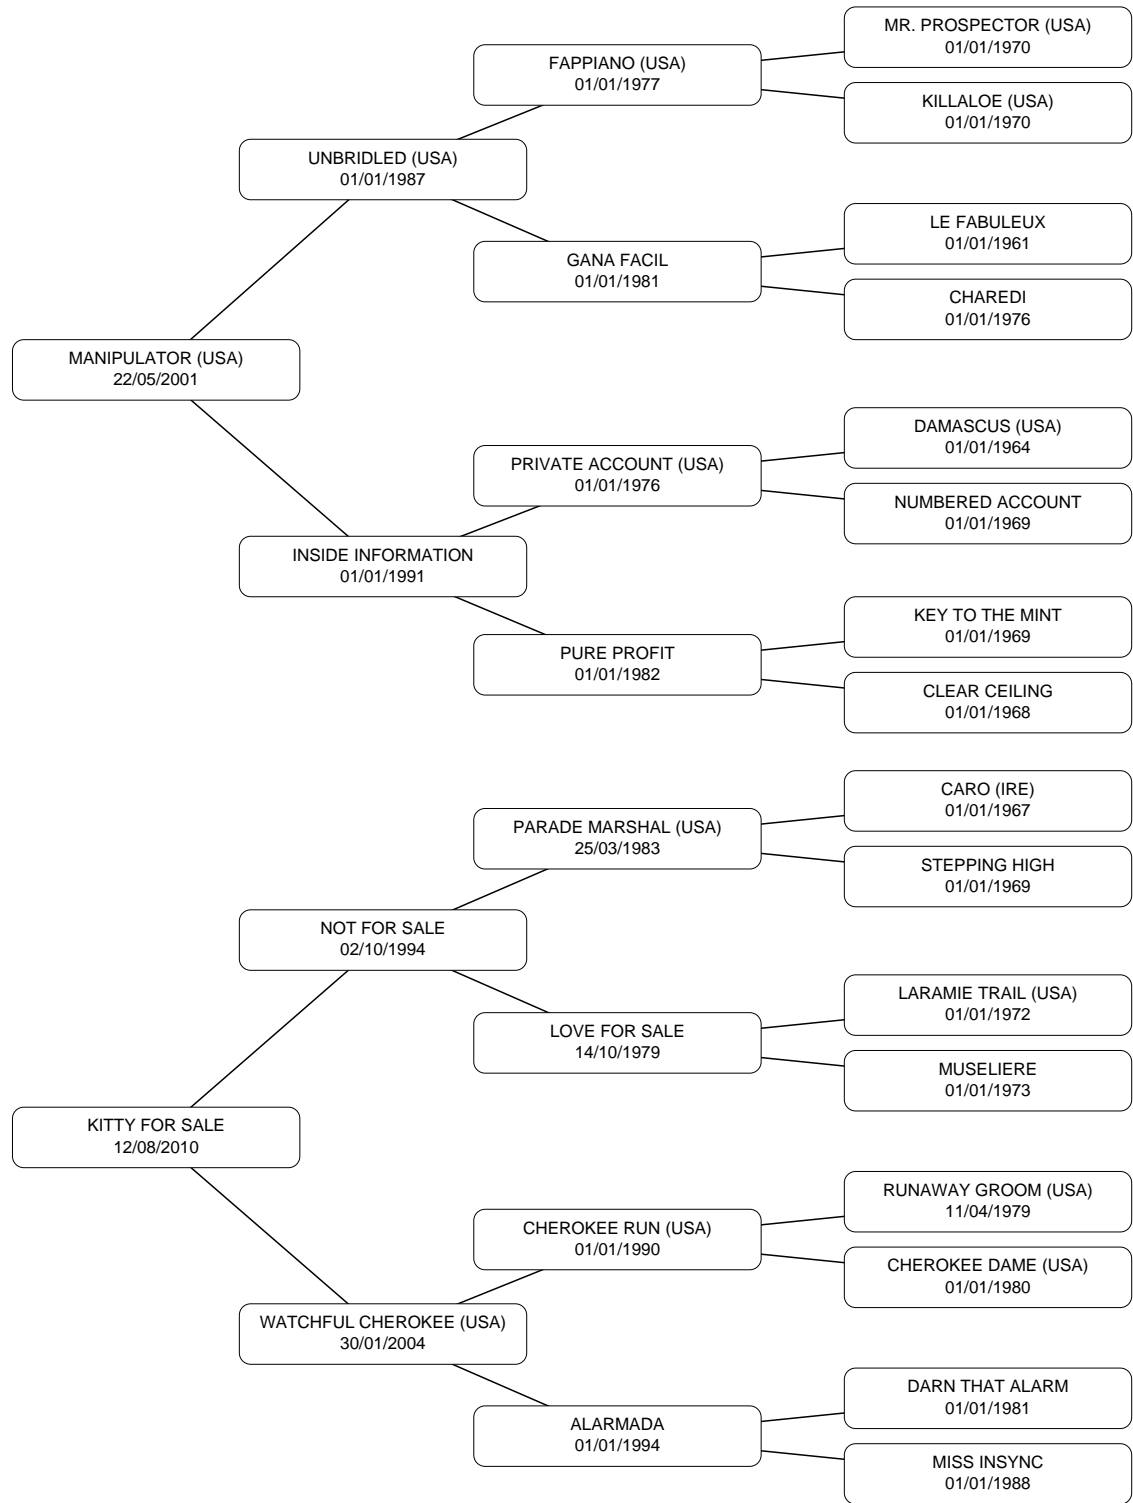 MR. PROSPECTOR (USA)
01/01/1970
FAPPIANO (USA)
01/01/1977
KILLALOE (USA)
01/01/1970
UNBRIDLED (USA)
01/01/1987
LE FABULEUX
01/01/1961
GANA FACIL
01/01/1981
CHAREDI
01/01/1976
MANIPULATOR (USA)
22/05/2001
DAMASCUS (USA)
01/01/1964
PRIVATE ACCOUNT (USA)
01/01/1976
NUMBERED ACCOUNT
01/01/1969
INSIDE INFORMATION
01/01/1991
KEY TO THE MINT
01/01/1969
PURE PROFIT
01/01/1982
CLEAR CEILING
01/01/1968
CARO (IRE)
01/01/1967
PARADE MARSHAL (USA)
25/03/1983
STEPPING HIGH
01/01/1969
NOT FOR SALE
02/10/1994
LARAMIE TRAIL (USA)
01/01/1972
LOVE FOR SALE
14/10/1979
MUSELIERE
01/01/1973
KITTY FOR SALE
12/08/2010
RUNAWAY GROOM (USA)
11/04/1979
CHEROKEE RUN (USA)
01/01/1990
CHEROKEE DAME (USA)
01/01/1980
WATCHFUL CHEROKEE (USA)
30/01/2004
DARN THAT ALARM
01/01/1981
ALARMADA
01/01/1994
MISS INSYNC
01/01/1988